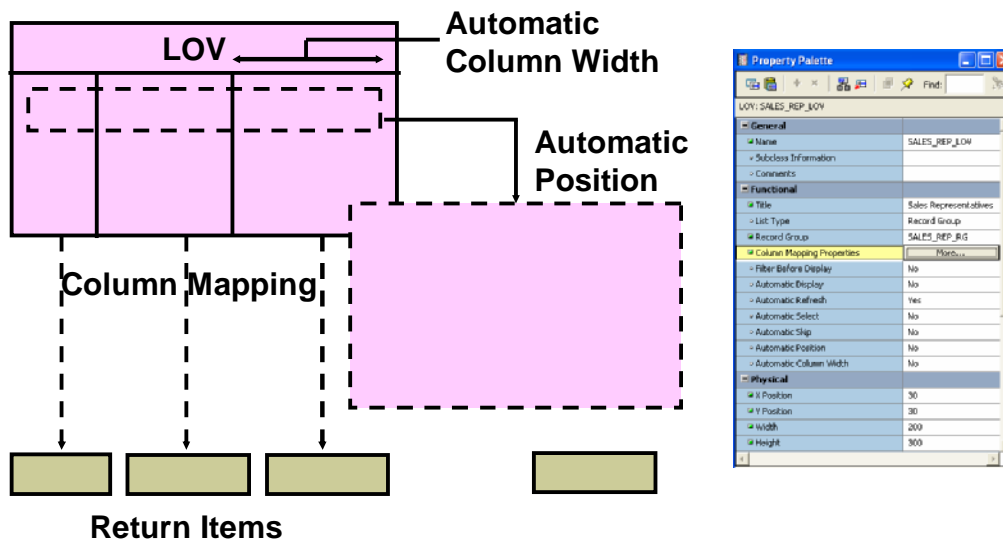 LOV
Automatic
Column Width
Automatic
Position
Column Mapping
Return Items
Property Palette
Find:
LOV: SALES_REP_LOV
General
Name SALES_REP_LOV
Subclass Information
Comments
Functional
Title Sales Representatives
List Type Record Group
Record Group SALES_REP_RG
Column Mapping Properties More...
Filter Before Display No
Automatic Display No
Automatic Refresh Yes
Automatic Select No
Automatic Skip No
Automatic Position No
Automatic Column Width No
Physical
X Position 30
Y Position 30
Width 200
Height 300